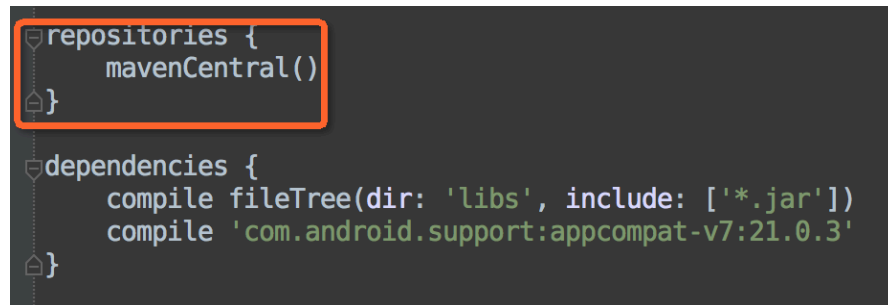 repositories {
    mavenCentral()
}
dependencies {
    compile fileTree(dir: 'libs', include: ['*.jar'])
    compile 'com.android.support:appcompat-v7:21.0.3'
}